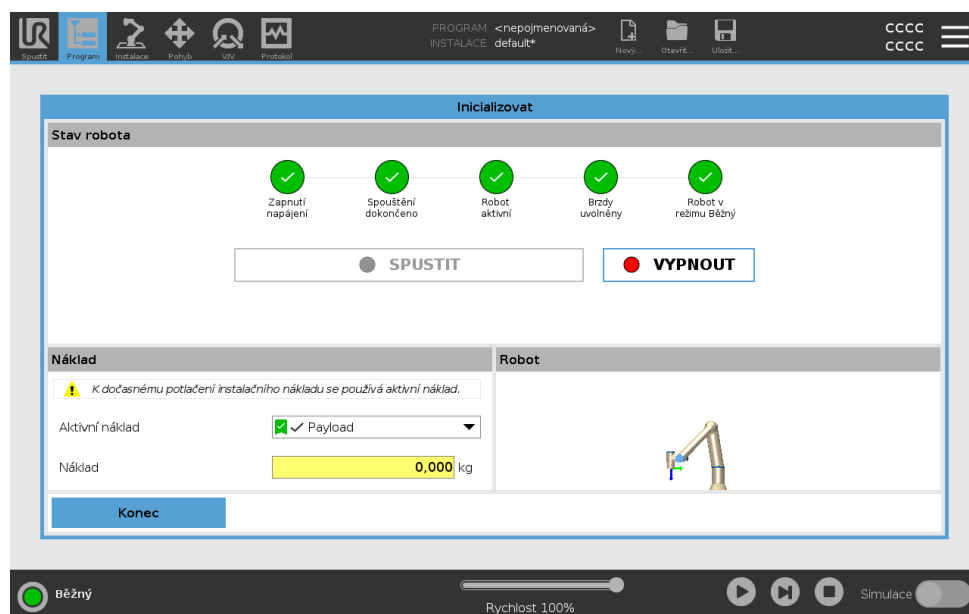 PROGRAM <nepojmenovaná>
INSTALACE default*
CCCC
CCCC
Spustit
Program
Instalace
Pohyb
V/V
Protokol
Nový...
Otevřít...
Uložit...
Inicializovat
Stav robota
Zapnutí
napájení
Spouštění
dokončeno
Robot
aktivní
Brzdy
uvolněny
Robot v
režimu Běžný
SPUSTIT
VYPNOUT
Náklad
Robot
K dočasnému potlačení instalačního nákladu se používá aktivní náklad.
Aktivní náklad
Payload
Náklad
0,000 kg
Konec
Běžný
Rychlost 100%
Simulace